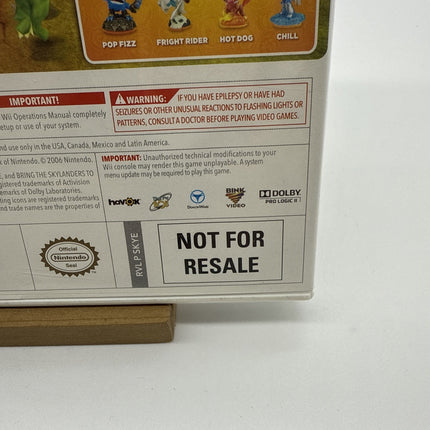 POP FIZZ FRIGHT RIDER HOT DOG CHILL
IMPORTANT!
Wii Operations Manual completely
setup or use of your system.
WARNING: IF YOU HAVE EPILEPSY OR HAVE HAD
SEIZURES OR OTHER UNUSUAL REACTIONS TO FLASHING LIGHTS OR
PATTERNS, CONSULT A DOCTOR BEFORE PLAYING VIDEO GAMES.
and use only in the USA, Canada, Mexico and Latin America.
of Nintendo. © 2006 Nintendo.
E, and BRING THE SKYLANDERS TO
registered trademarks of Activision
demarks of Dolby Laboratories.
ting icons are registered trademarks
and trade names are the properties of
IMPORTANT: Unauthorized technical modifications to your
Wii console may render this game unplayable. A system
menu update may be required to play this game.
havok
DemonWare
BINK
VIDEO
DOLBY
PRO LOGIC II
Official
Nintendo
Seal
RVL P SKYE
NOT FOR
RESALE